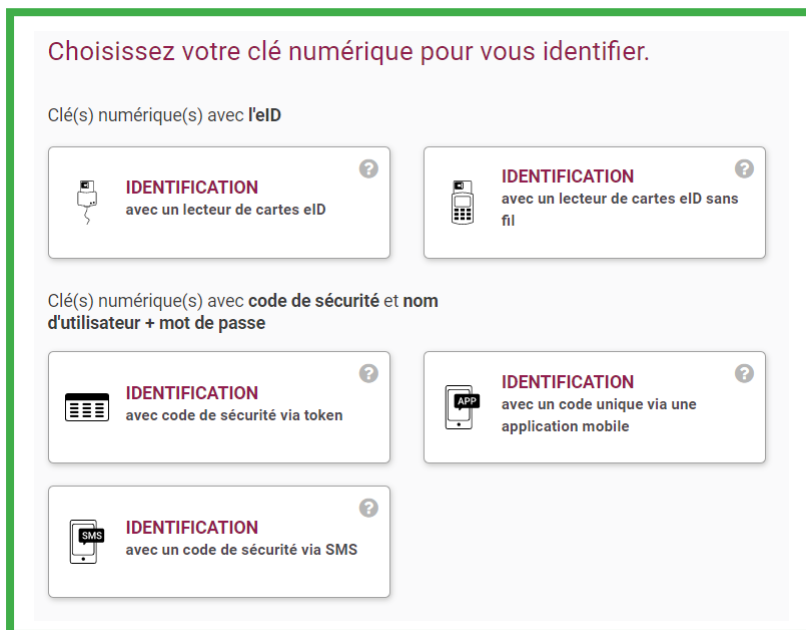 Choisissez votre clé numérique pour vous identifier.
Clé(s) numérique(s) avec l'eID
IDENTIFICATION
avec un lecteur de cartes eID
IDENTIFICATION
avec un lecteur de cartes eID sans
fil
Clé(s) numérique(s) avec code de sécurité et nom
d'utilisateur + mot de passe
IDENTIFICATION
avec code de sécurité via token
APP
IDENTIFICATION
avec un code unique via une
application mobile
SMS
IDENTIFICATION
avec un code de sécurité via SMS